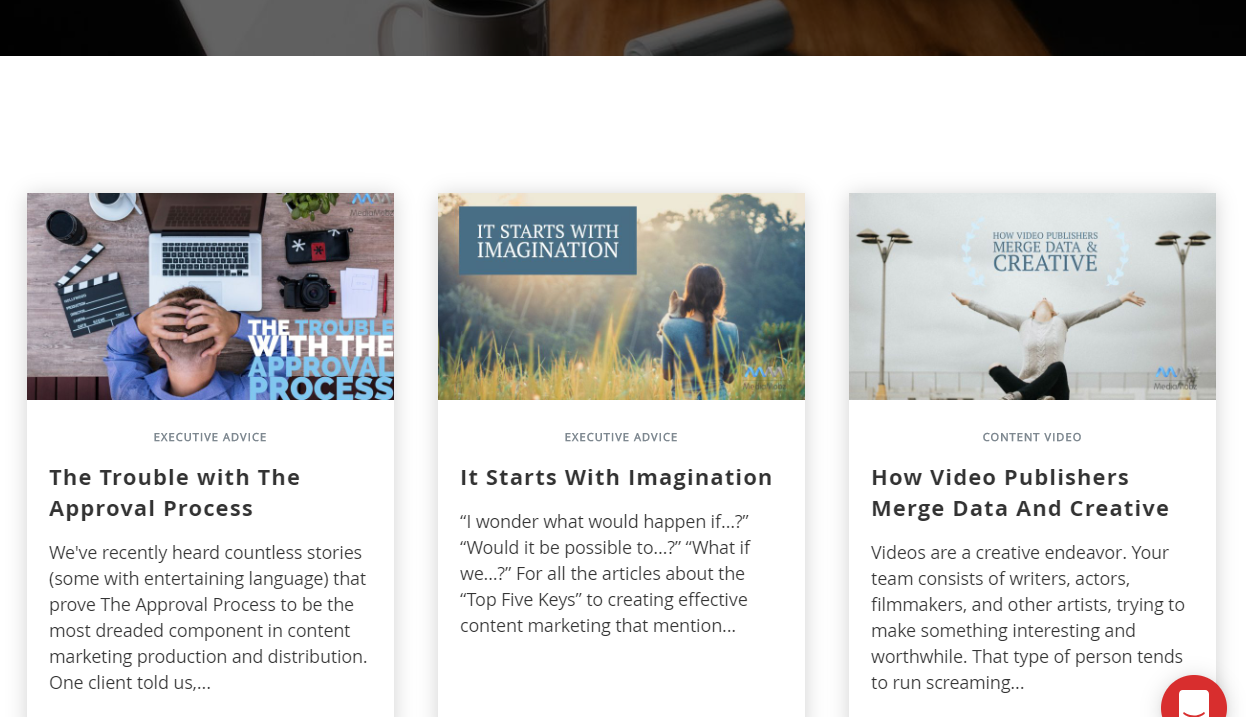 MediaMobz
THE TROUBLE
WITH THE
APPROVAL
PROCESS
EXECUTIVE ADVICE
The Trouble with The
Approval Process
We've recently heard countless stories
(some with entertaining language) that
prove The Approval Process to be the
most dreaded component in content
marketing production and distribution.
One client told us,...
IT STARTS WITH
IMAGINATION
MediaMobz
EXECUTIVE ADVICE
It Starts With Imagination
“I wonder what would happen if...?”
“Would it be possible to...?” “What if
we...?” For all the articles about the
“Top Five Keys” to creating effective
content marketing that mention...
HOW VIDEO PUBLISHERS
MERGE DATA &
CREATIVE
MediaMobz
CONTENT VIDEO
How Video Publishers
Merge Data And Creative
Videos are a creative endeavor. Your
team consists of writers, actors,
filmmakers, and other artists, trying to
make something interesting and
worthwhile. That type of person tends
to run screaming...